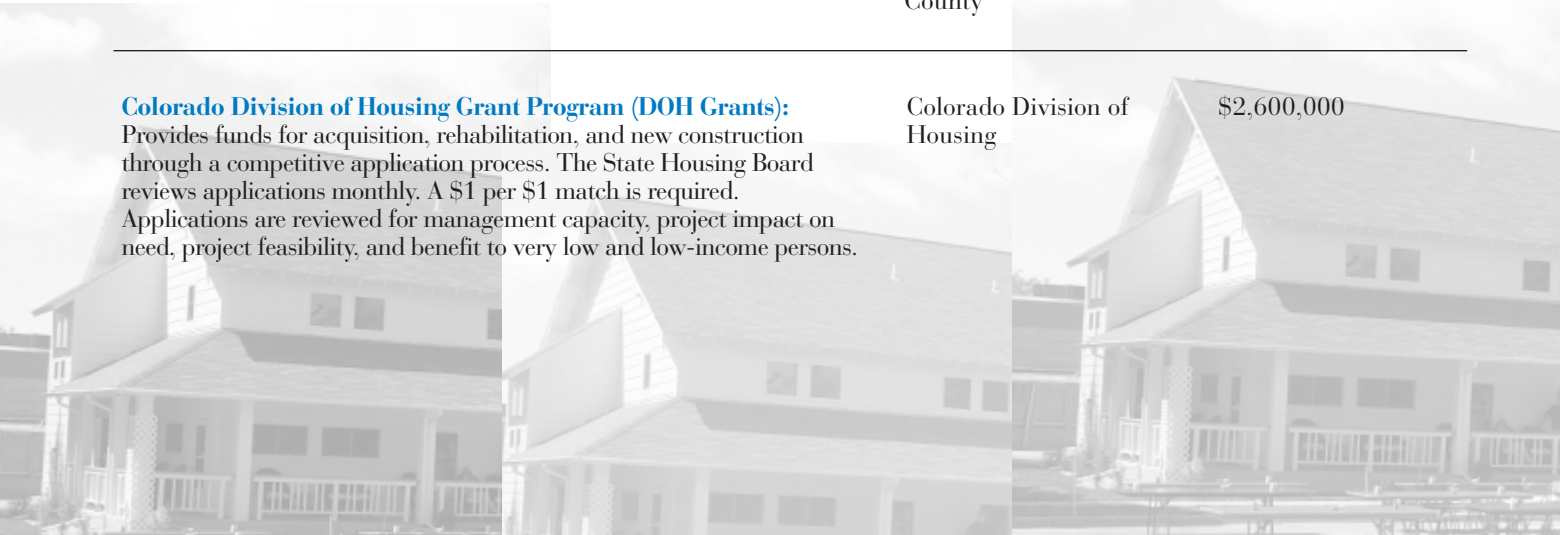 County
Colorado Division of Housing Grant Program (DOH Grants):
Provides funds for acquisition, rehabilitation, and new construction
through a competitive application process. The State Housing Board
reviews applications monthly. A $1 per $1 match is required.
Applications are reviewed for management capacity, project impact on
need, project feasibility, and benefit to very low and low-income persons.
Colorado Division of
Housing
$2,600,000